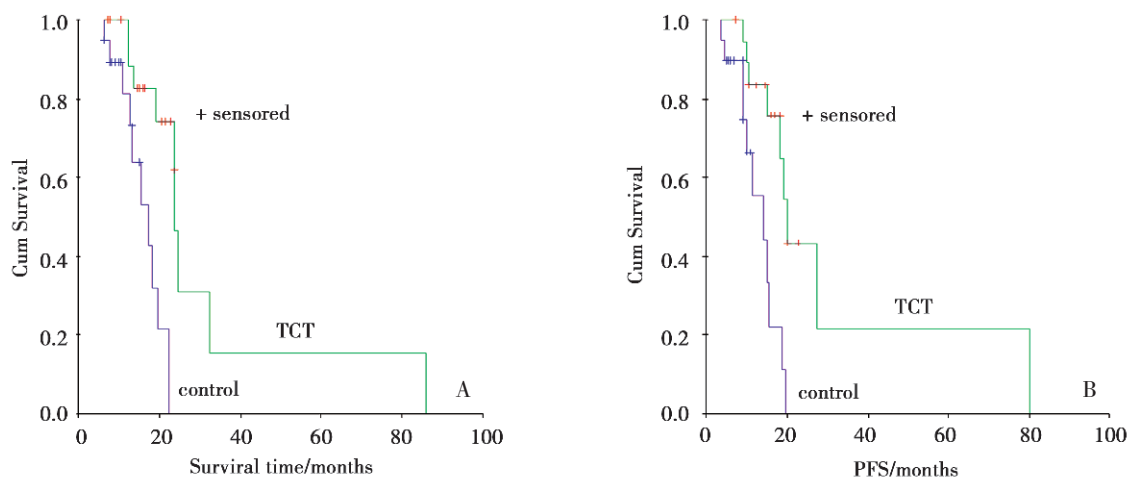 1.0
0.8
+ sensored
0.6
Cum Survival
0.4
TCT
0.2
control
A
0.0
0 20 40 60 80 100
Surviral time/months
1.0
0.8
+ sensored
0.6
Cum Survival
0.4
TCT
0.2
control
B
0.0
0 20 40 60 80 100
PFS/months